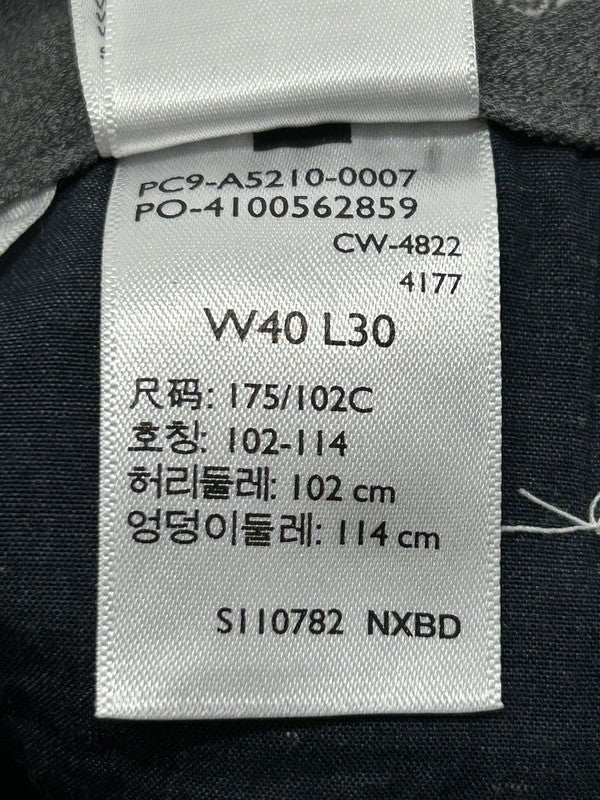 PC9-A5210-0007
PO-4100562859
CW-4822
4177
W40 L30
尺码: 175/102C
호칭: 102-114
허리둘레: 102 cm
엉덩이둘레: 114 cm
S110782 NXBD